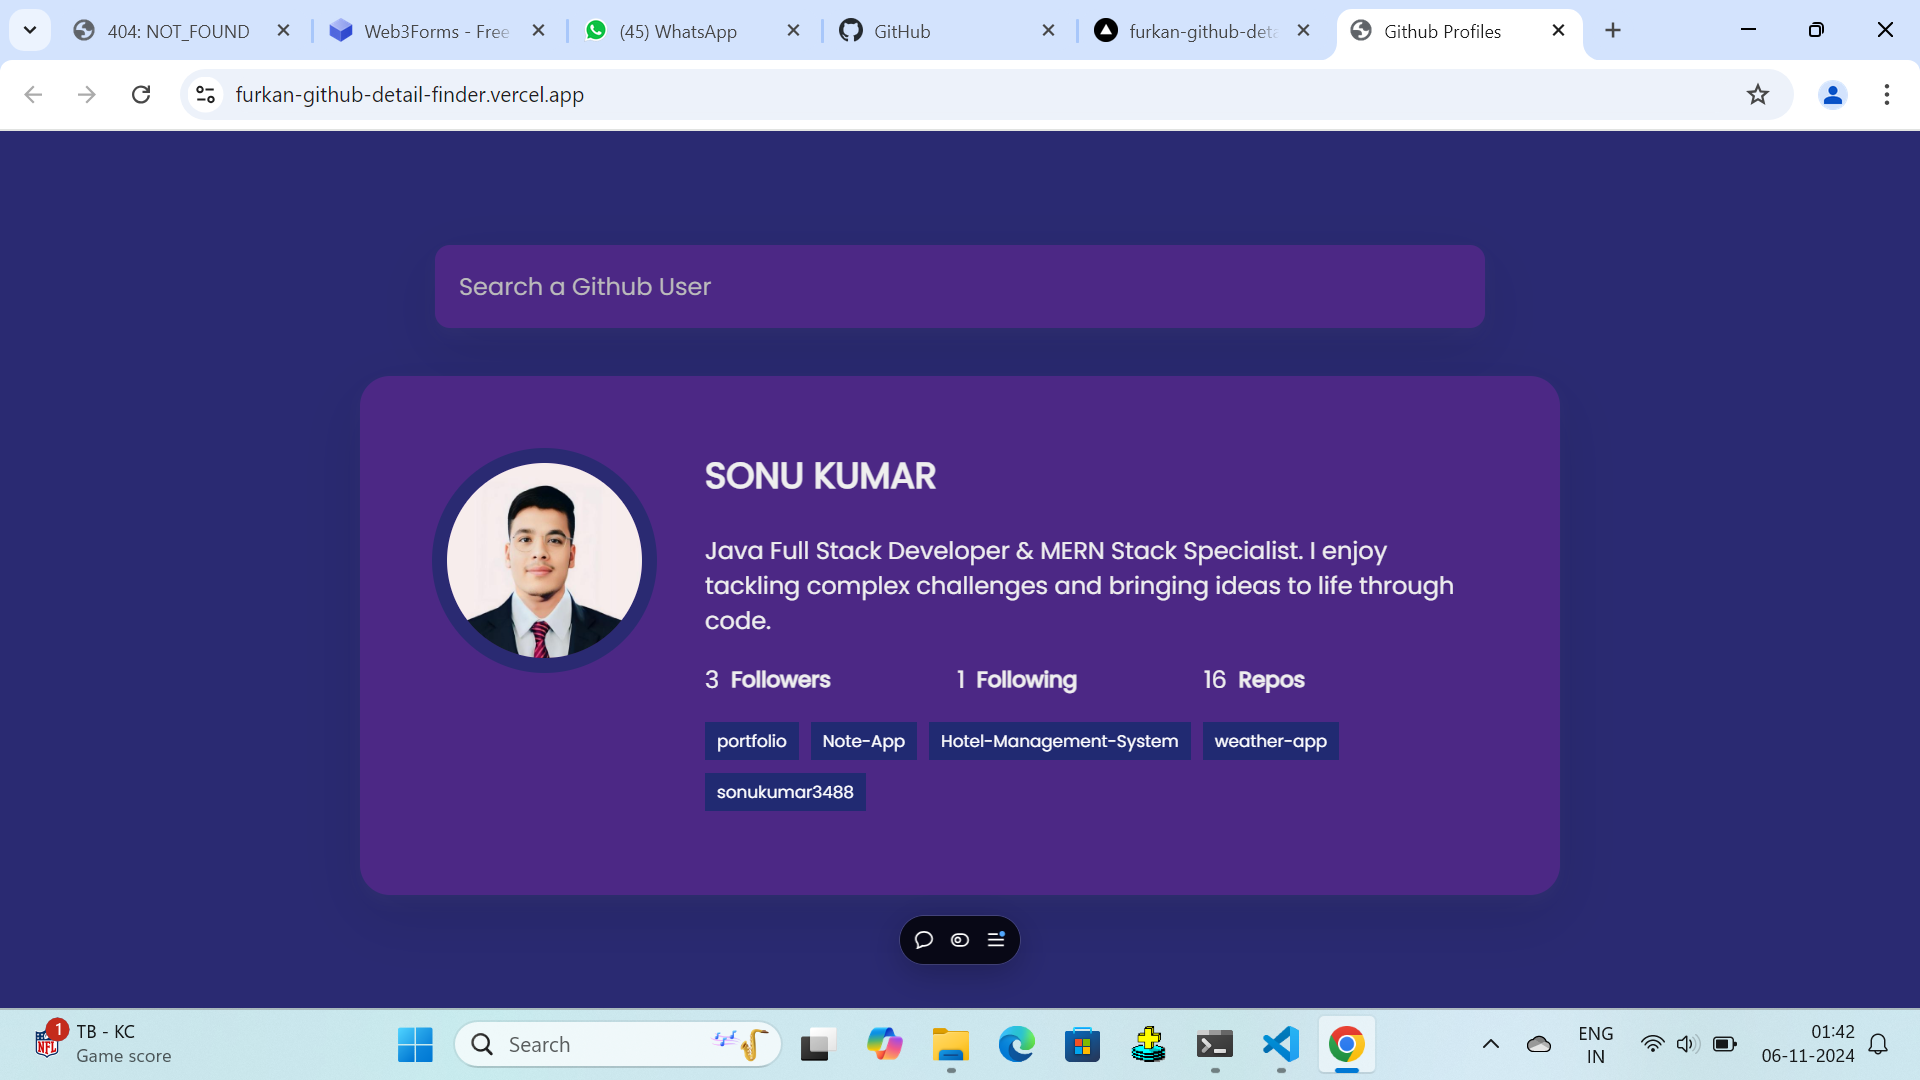 404: NOT_FOUND
Web3Forms - Free
(45) WhatsApp
GitHub
furkan-github-deta
Github Profiles
furkan-github-detail-finder.vercel.app
Search a Github User
SONU KUMAR
Java Full Stack Developer & MERN Stack Specialist. I enjoy
tackling complex challenges and bringing ideas to life through
code.
3 Followers 1 Following 16 Repos
portfolio Note-App Hotel-Management-System weather-app
sonukumar3488
1
NFL
TB - KC
Game score
Search
ENG
IN
01:42
06-11-2024